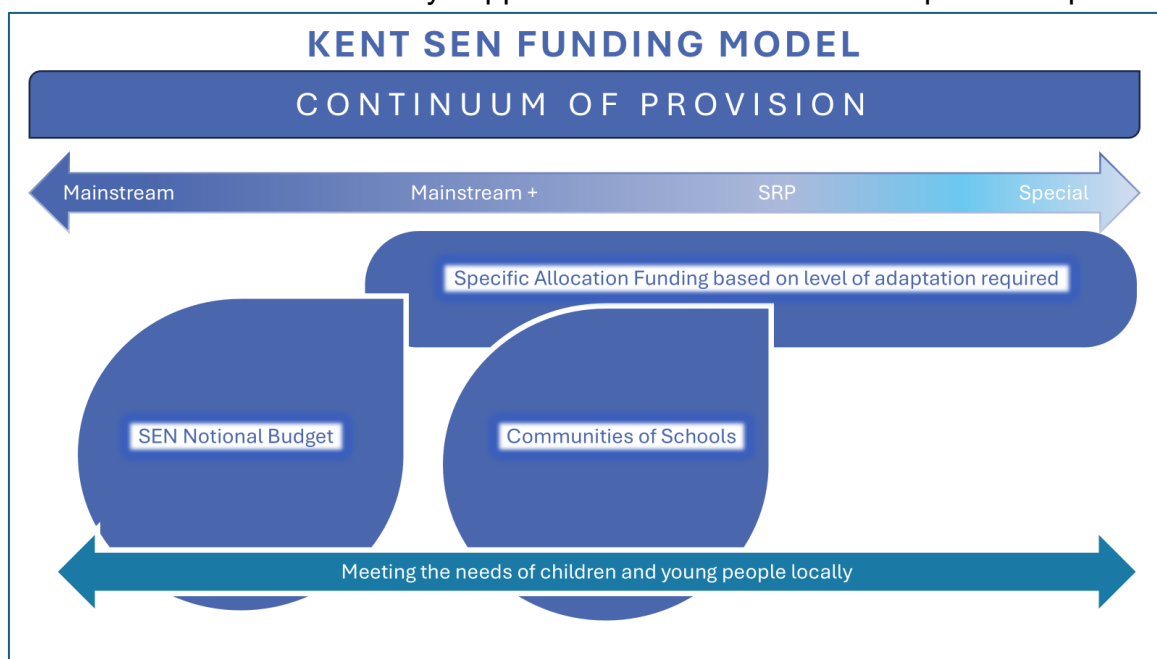 KENT SEN FUNDING MODEL
CONTINUUM OF PROVISION
Mainstream Mainstream + SRP Special
Specific Allocation Funding based on level of adaptation required
SEN Notional Budget Communities of Schools
Meeting the needs of children and young people locally